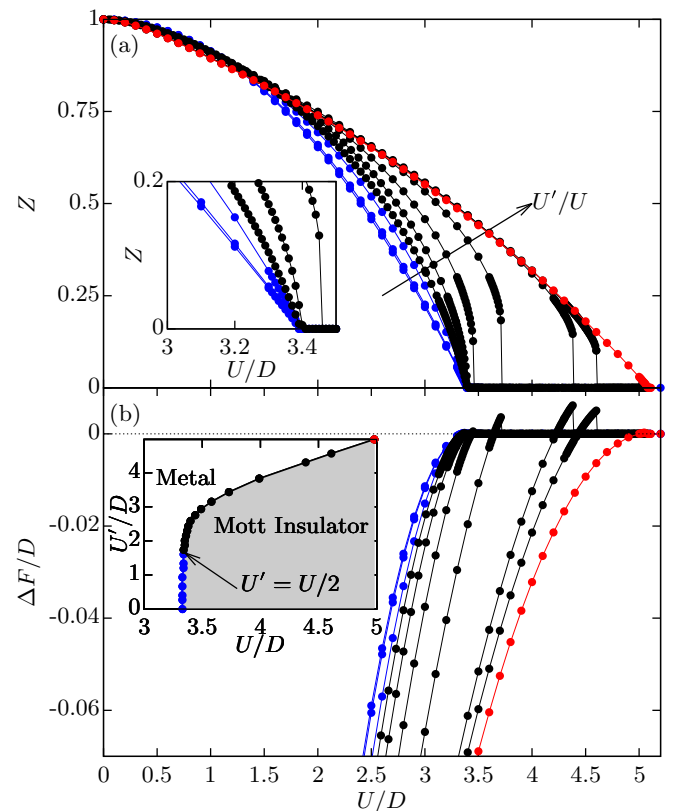 1
(a)
0.75
Z
0.5
0.25
0
U′/U
0.2
Z
0
3
3.2
3.4
U/D
(b)
0
-0.02
ΔF/D
-0.04
-0.06
Metal
Mott Insulator
U′ = U/2
U′/D
4
3
2
1
0
3
3.5
4
4.5
5
U/D
0
0.5
1
1.5
2
2.5
3
3.5
4
4.5
5
U/D